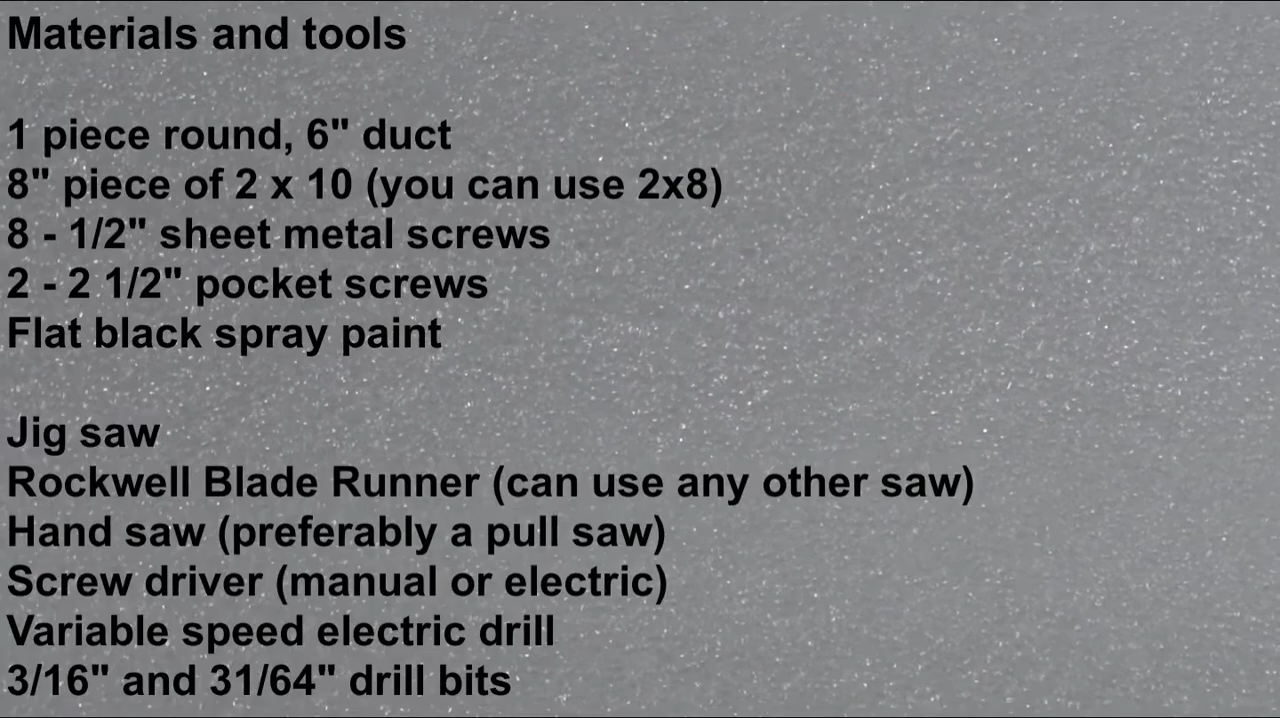 Materials and tools
1 piece round, 6" duct
8" piece of 2 x 10 (you can use 2x8)
8 - 1/2" sheet metal screws
2 - 2 1/2" pocket screws
Flat black spray paint
Jig saw
Rockwell Blade Runner (can use any other saw)
Hand saw (preferably a pull saw)
Screw driver (manual or electric)
Variable speed electric drill
3/16" and 31/64" drill bits